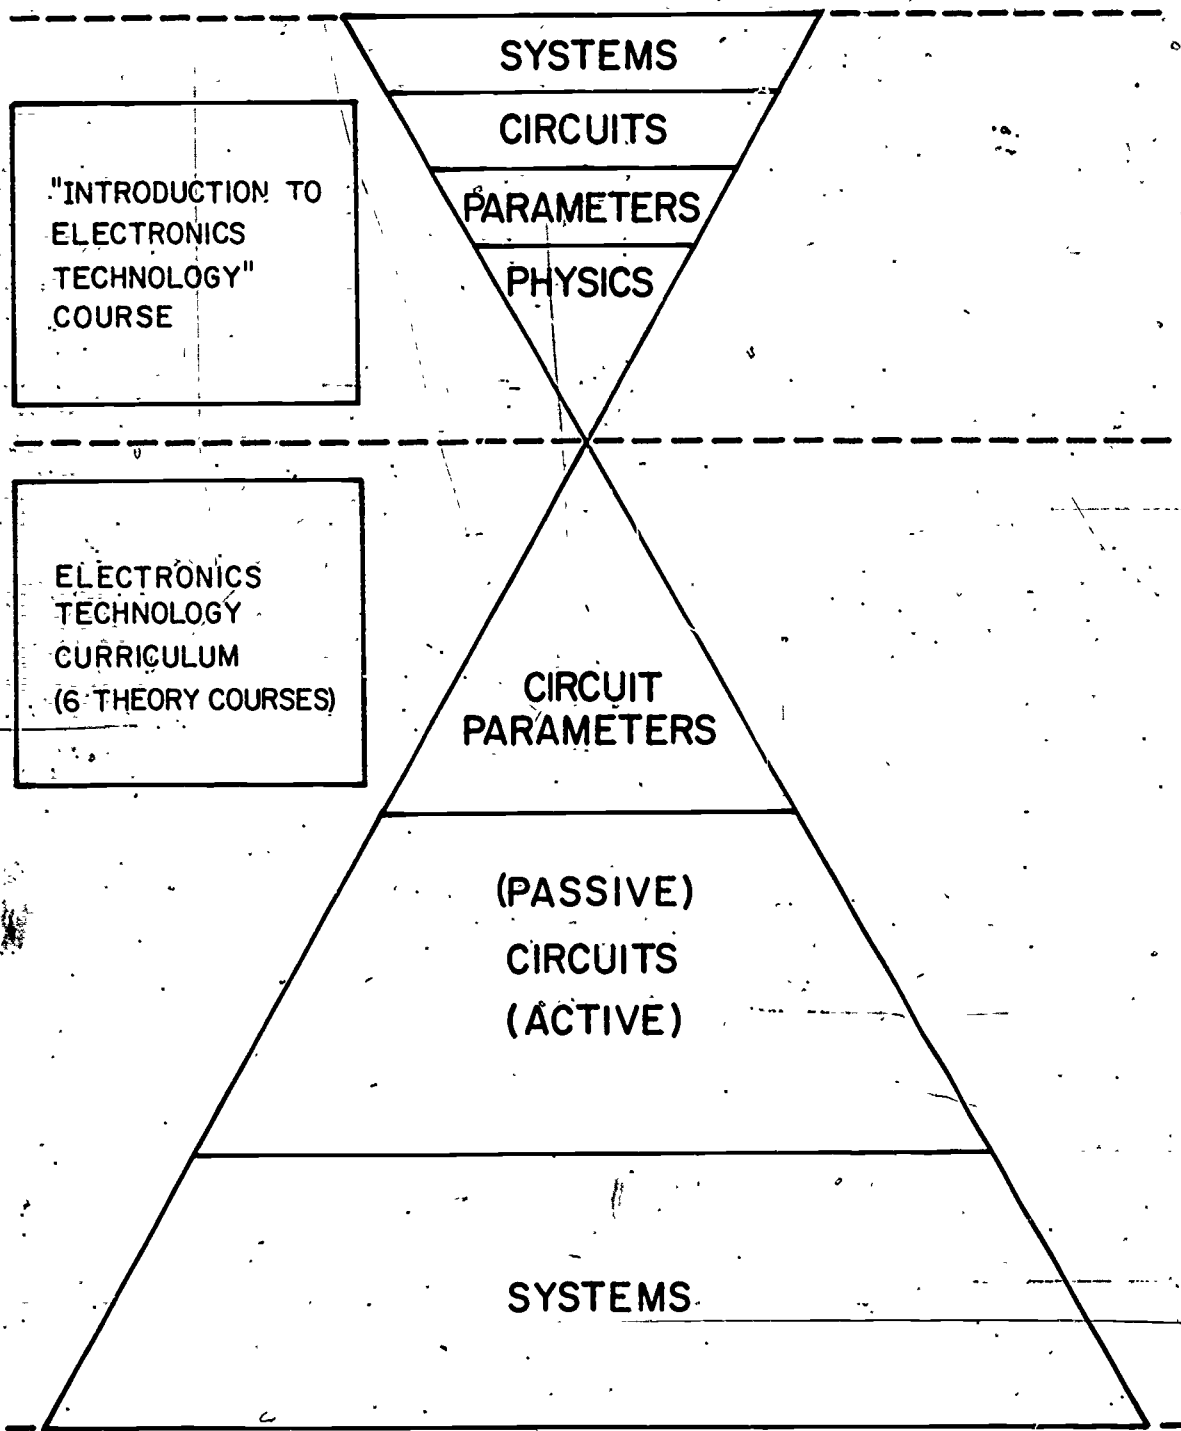 SYSTEMS
CIRCUITS
PARAMETERS
PHYSICS
"INTRODUCTION TO
ELECTRONICS
TECHNOLOGY"
COURSE
ELECTRONICS
TECHNOLOGY
CURRICULUM
(6 THEORY COURSES)
CIRCUIT
PARAMETERS
(PASSIVE)
CIRCUITS
(ACTIVE)
SYSTEMS